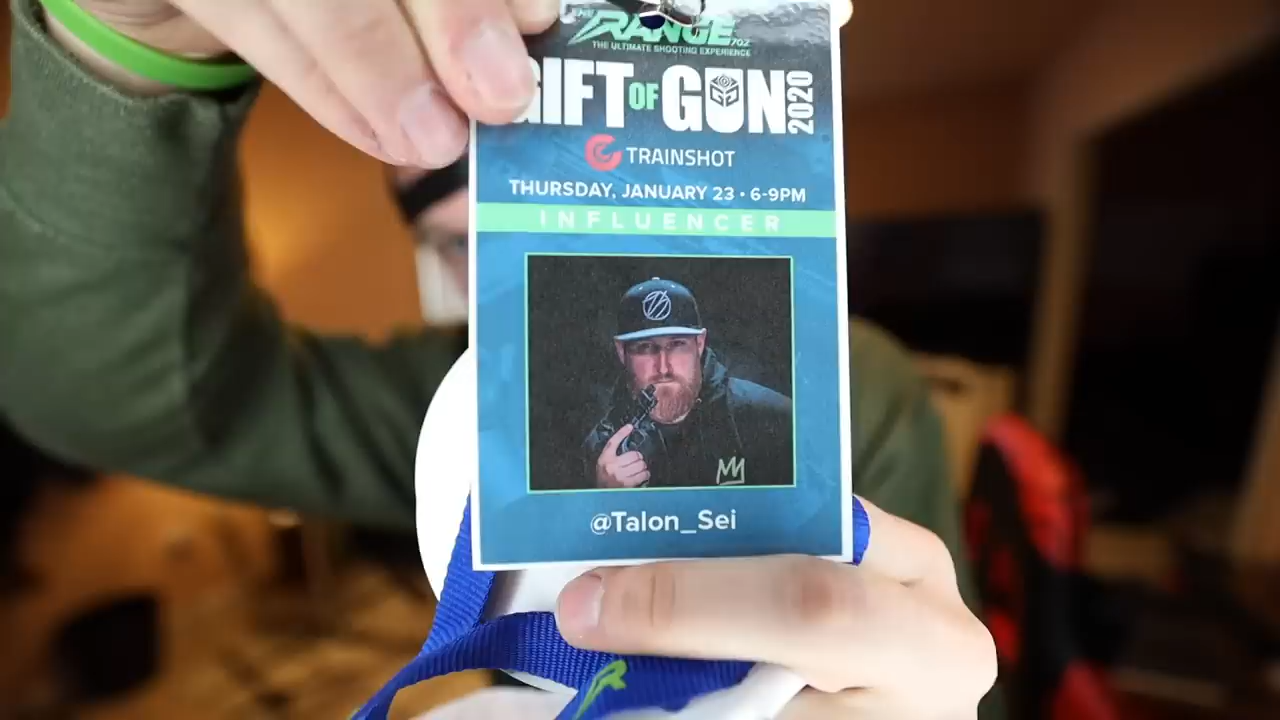 THE RANGE 702
THE ULTIMATE SHOOTING EXPERIENCE
GIFT OF GUN 2020
TRAINSHOT
THURSDAY, JANUARY 23 • 6-9PM
INFLUENCER
@Talon_Sei